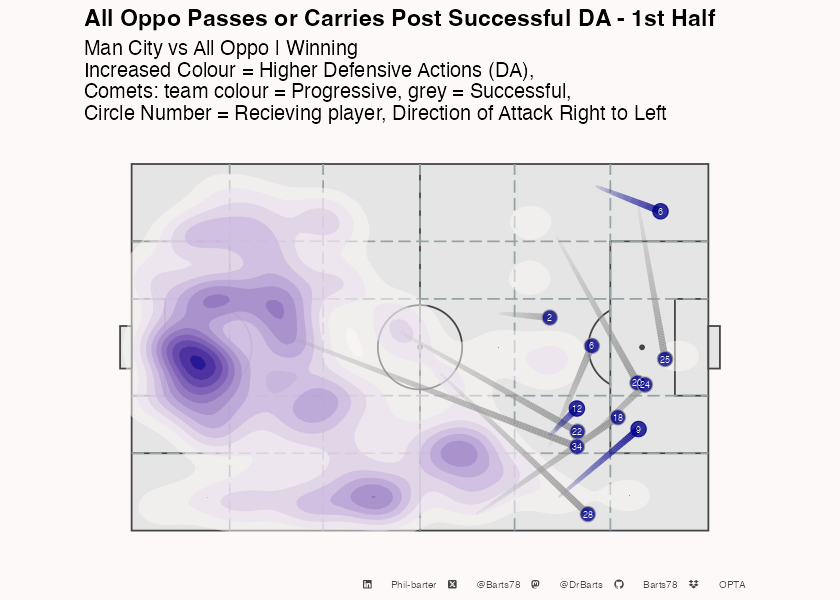 All Oppo Passes or Carries Post Successful DA - 1st Half
Man City vs All Oppo | Winning
Increased Colour = Higher Defensive Actions (DA),
Comets: team colour = Progressive, grey = Successful,
Circle Number = Recieving player, Direction of Attack Right to Left
6
2
6
25
24
12
18
22
9
34
28
Phil-barter @Barts78 @DrBarts Barts78 OPTA